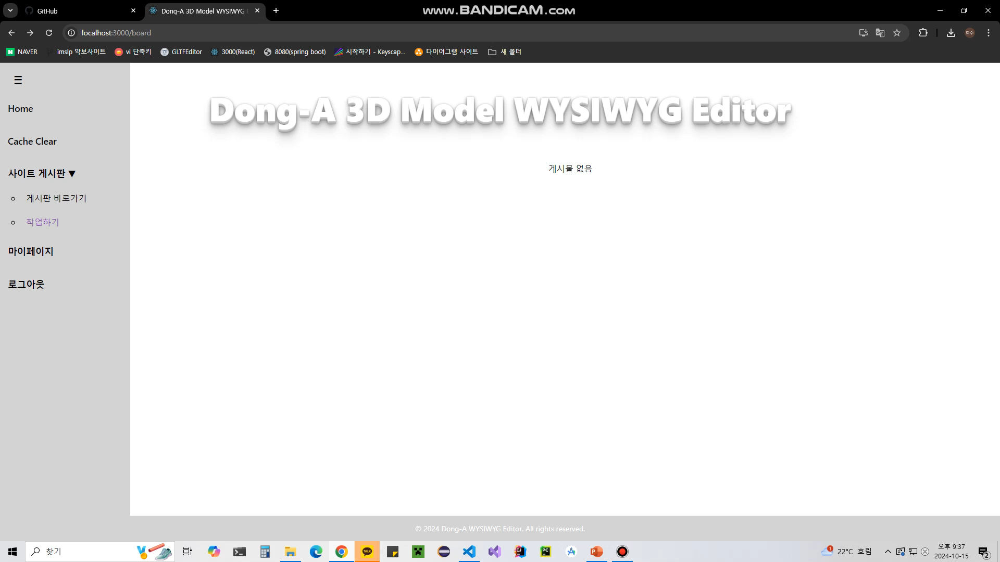 GitHub
Dong-A 3D Model WYSIWYG
www.BANDICAM.com
localhost:3000/board
희수
NAVER
imslp 악보사이트
vi 단축키
GLTFEditor
3000(React)
8080(spring boot)
시작하기 - Keyscap...
다이어그램 사이트
새 폴더
Home
Cache Clear
사이트 게시판 ▼
게시판 바로가기
작업하기
마이페이지
로그아웃
Dong-A 3D Model WYSIWYG Editor
게시물 없음
© 2024 Dong-A WYSIWYG Editor. All rights reserved.
찾기
TALK
1
22°C 흐림
오후 9:37
2024-10-15
2